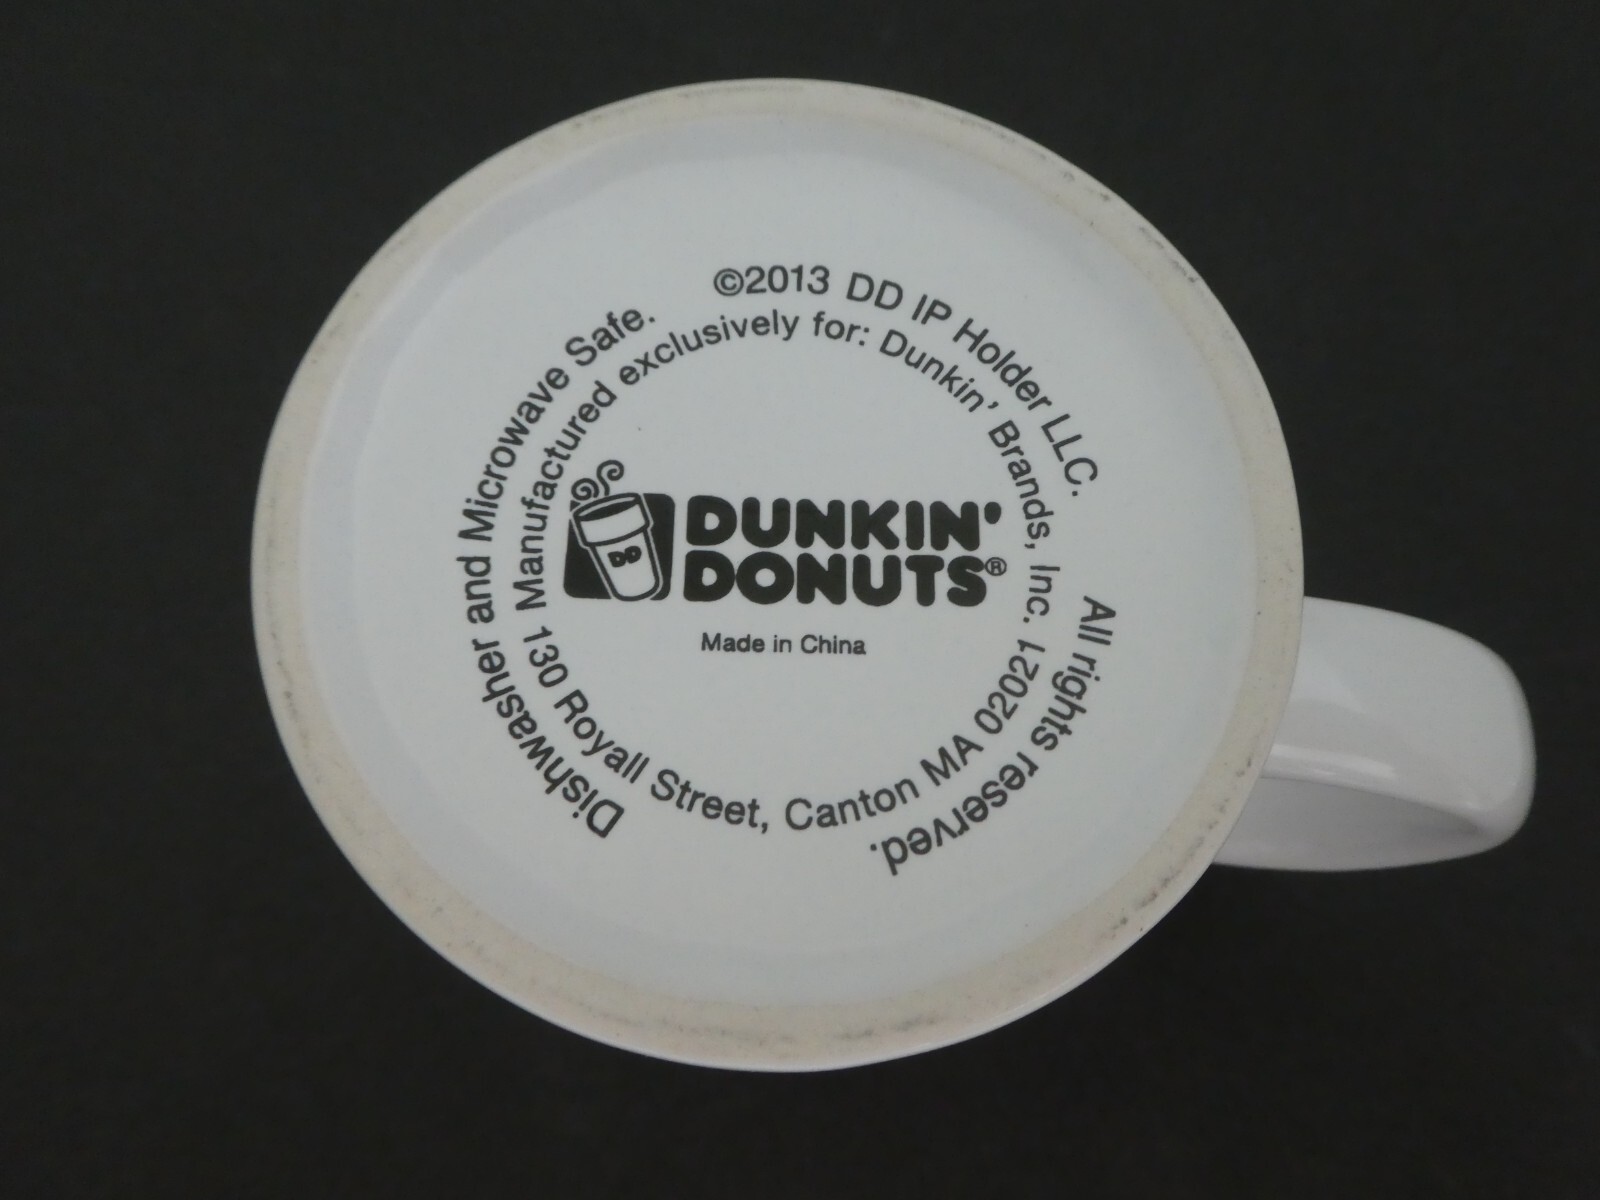 ©2013 DD IP Holder LLC.
All rights reserved.
Dishwasher and Microwave Safe.
Manufactured exclusively for: Dunkin' Brands, Inc.
130 Royall Street, Canton MA 02021
DD
DUNKIN'
DONUTS®
Made in China